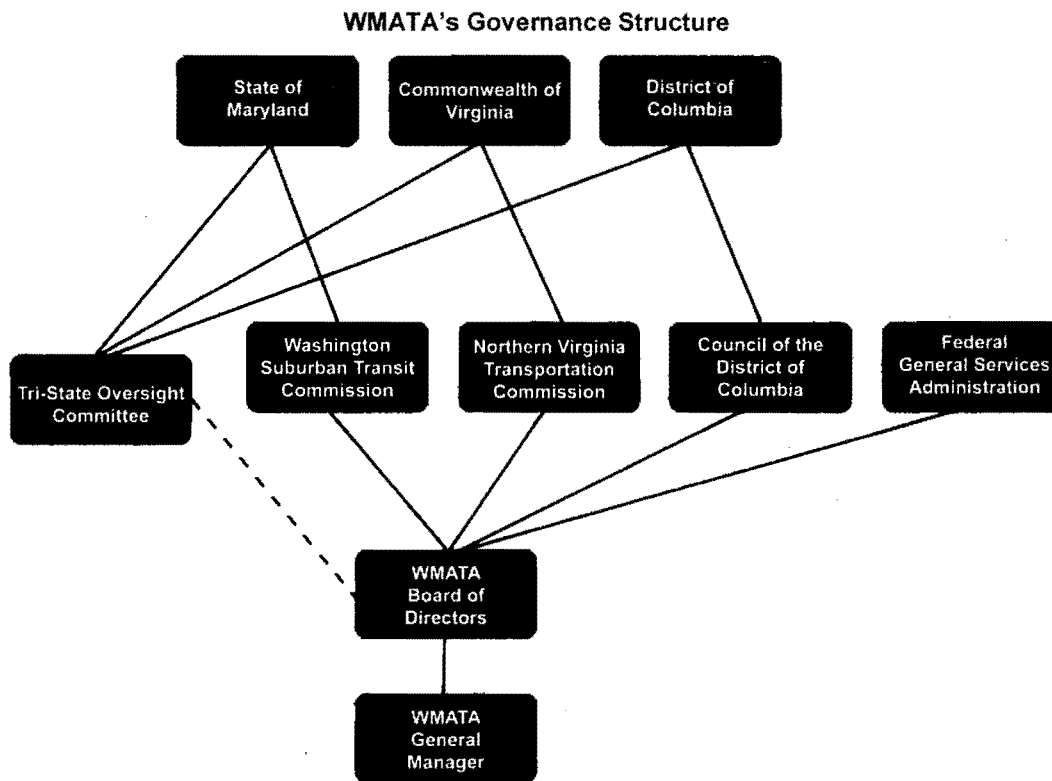 WMATA's Governance Structure
State of
Maryland
Commonwealth of
Virginia
District of
Columbia
Tri-State Oversight
Committee
Washington
Suburban Transit
Commission
Northern Virginia
Transportation
Commission
Council of the
District of
Columbia
Federal
General Services
Administration
WMATA
Board of
Directors
WMATA
General
Manager